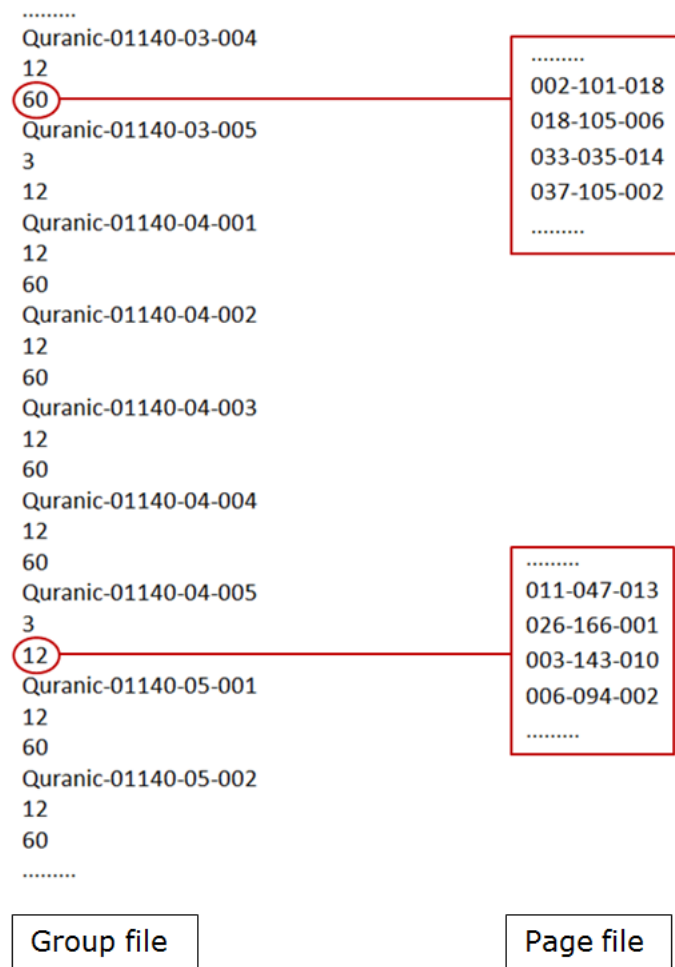 .........
Quranic-01140-03-004
12
60
Quranic-01140-03-005
3
12
Quranic-01140-04-001
12
60
Quranic-01140-04-002
12
60
Quranic-01140-04-003
12
60
Quranic-01140-04-004
12
60
Quranic-01140-04-005
3
12
Quranic-01140-05-001
12
60
Quranic-01140-05-002
12
60
.........
Group file
.........
002-101-018
018-105-006
033-035-014
037-105-002
.........
.........
011-047-013
026-166-001
003-143-010
006-094-002
.........
Page file